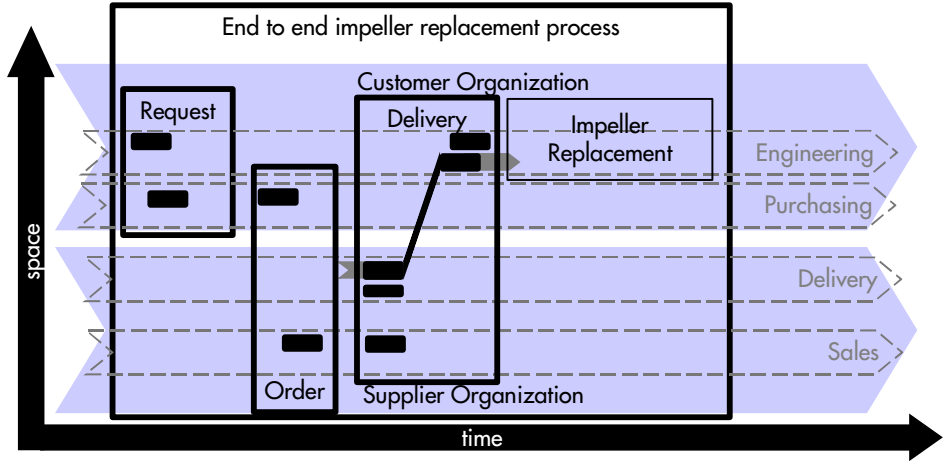 End to end impeller replacement process
Customer Organization
Request
Delivery
Impeller
Replacement
Engineering
Purchasing
space
Delivery
Sales
Order
Supplier Organization
time